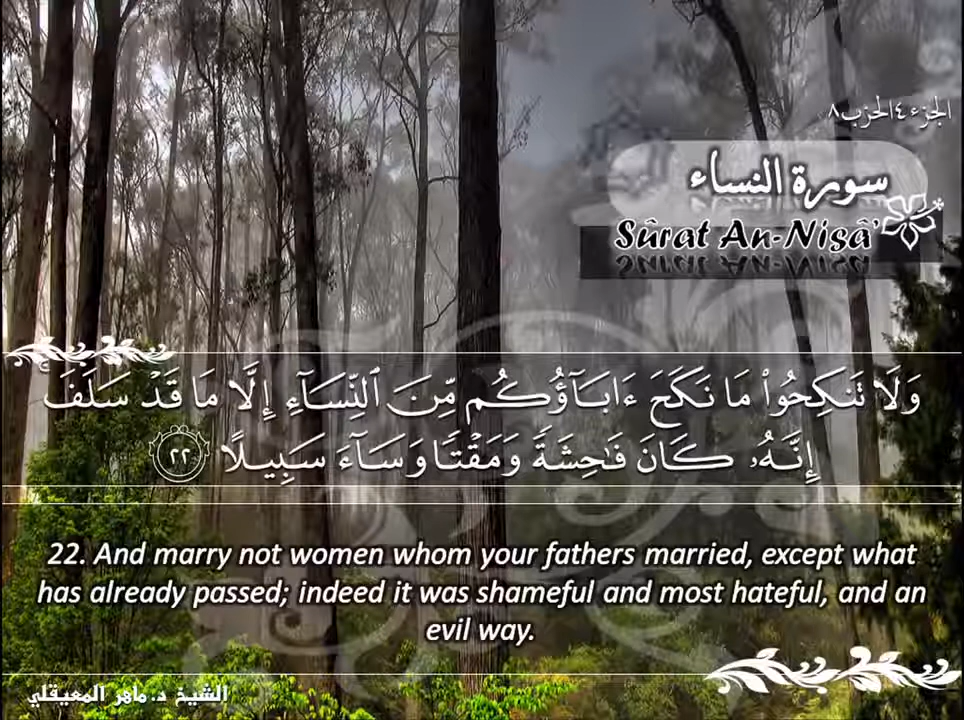 الجزء ٤ الحزب ٨
سورة النساء
Sûrat An-Nisâ'
وَلَا تَنكِحُوا۟ مَا نَكَحَ ءَابَآؤُكُم مِّنَ ٱلنِّسَآءِ إِلَّا مَا قَدْ سَلَفَ ۚ
إِنَّهُۥ كَانَ فَـٰحِشَةً وَمَقْتًا وَسَآءَ سَبِيلًا ٢٢
22. And marry not women whom your fathers married, except what
has already passed; indeed it was shameful and most hateful, and an
evil way.
الشيخ د. ماهر المعيقلي